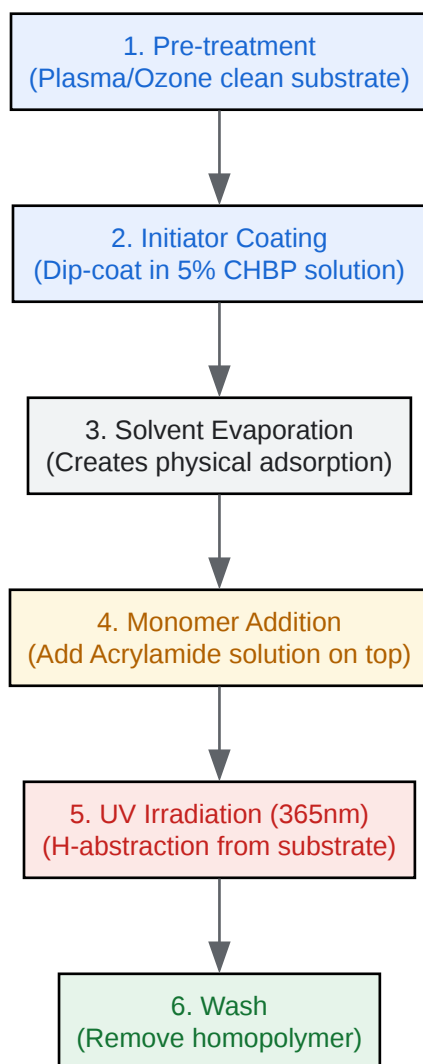 1. Pre-treatment
(Plasma/Ozone clean substrate)
2. Initiator Coating
(Dip-coat in 5% CHBP solution)
3. Solvent Evaporation
(Creates physical adsorption)
4. Monomer Addition
(Add Acrylamide solution on top)
5. UV Irradiation (365nm)
(H-abstraction from substrate)
6. Wash
(Remove homopolymer)